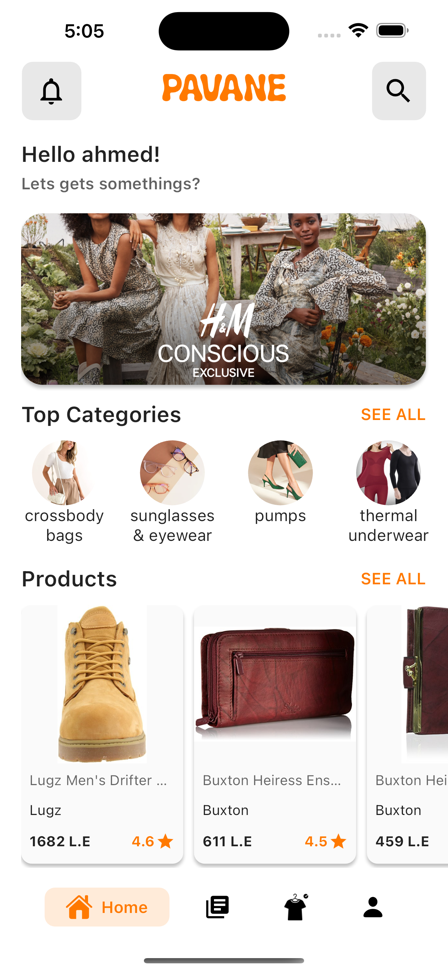 5:05
PAVANE
Hello ahmed!
Lets gets somethings?
H&M
CONSCIOUS
EXCLUSIVE
Top Categories
SEE ALL
crossbody
bags
sunglasses
& eyewear
pumps
thermal
underwear
Products
SEE ALL
Lugz Men's Drifter ...
Lugz
1682 L.E
4.6
Buxton Heiress Ens...
Buxton
611 L.E
4.5
Buxton Hei
Buxton
459 L.E
Home